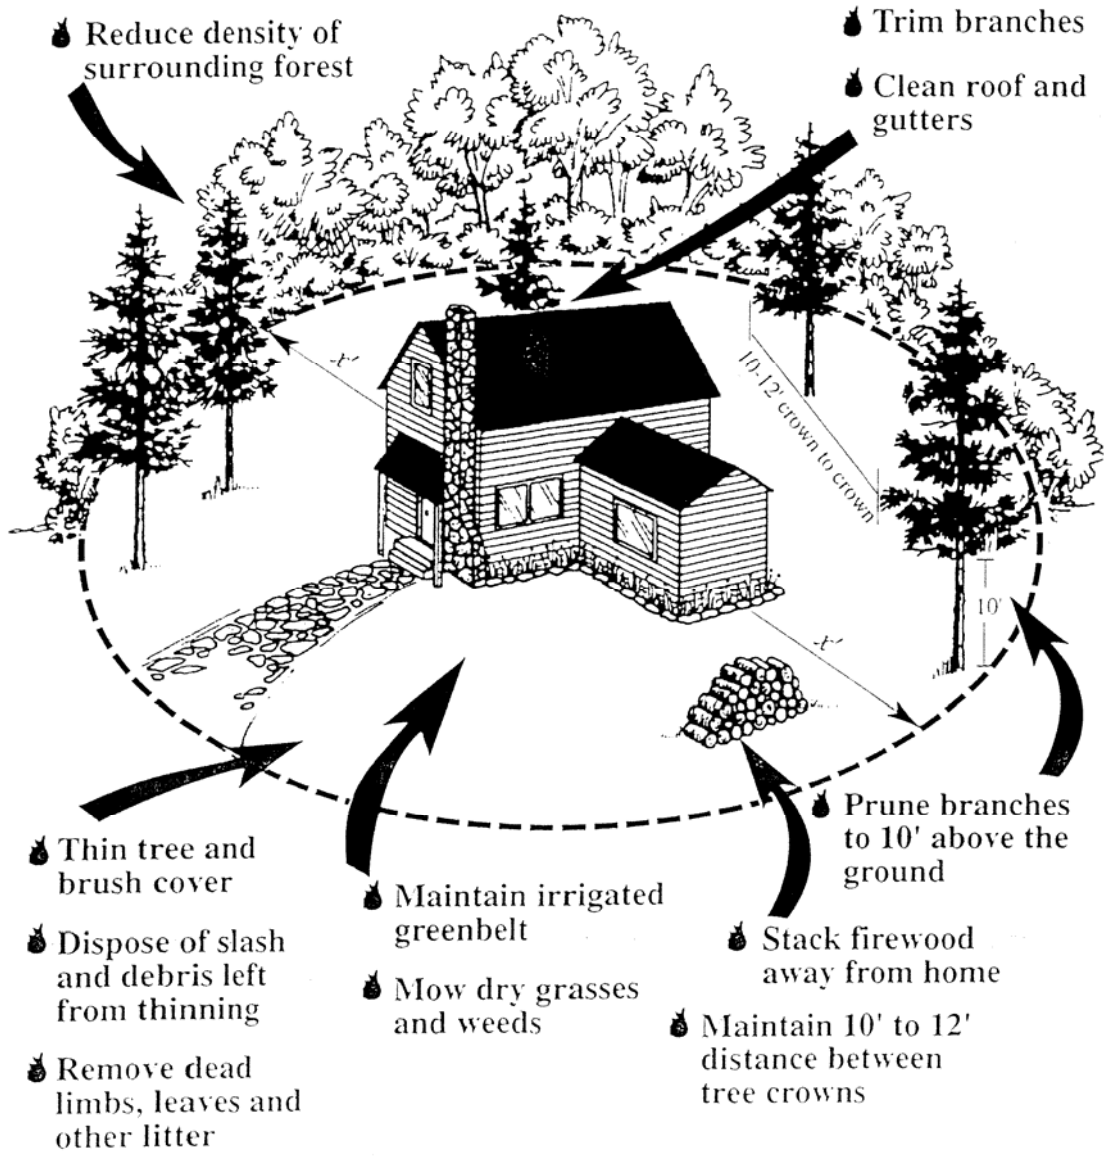 Reduce density of
surrounding forest
Trim branches
Clean roof and
gutters
10-12' crown to crown
10'
Prune branches
to 10' above the
ground
Thin tree and
brush cover
Dispose of slash
and debris left
from thinning
Remove dead
limbs, leaves and
other litter
Maintain irrigated
greenbelt
Mow dry grasses
and weeds
Stack firewood
away from home
Maintain 10' to 12'
distance between
tree crowns